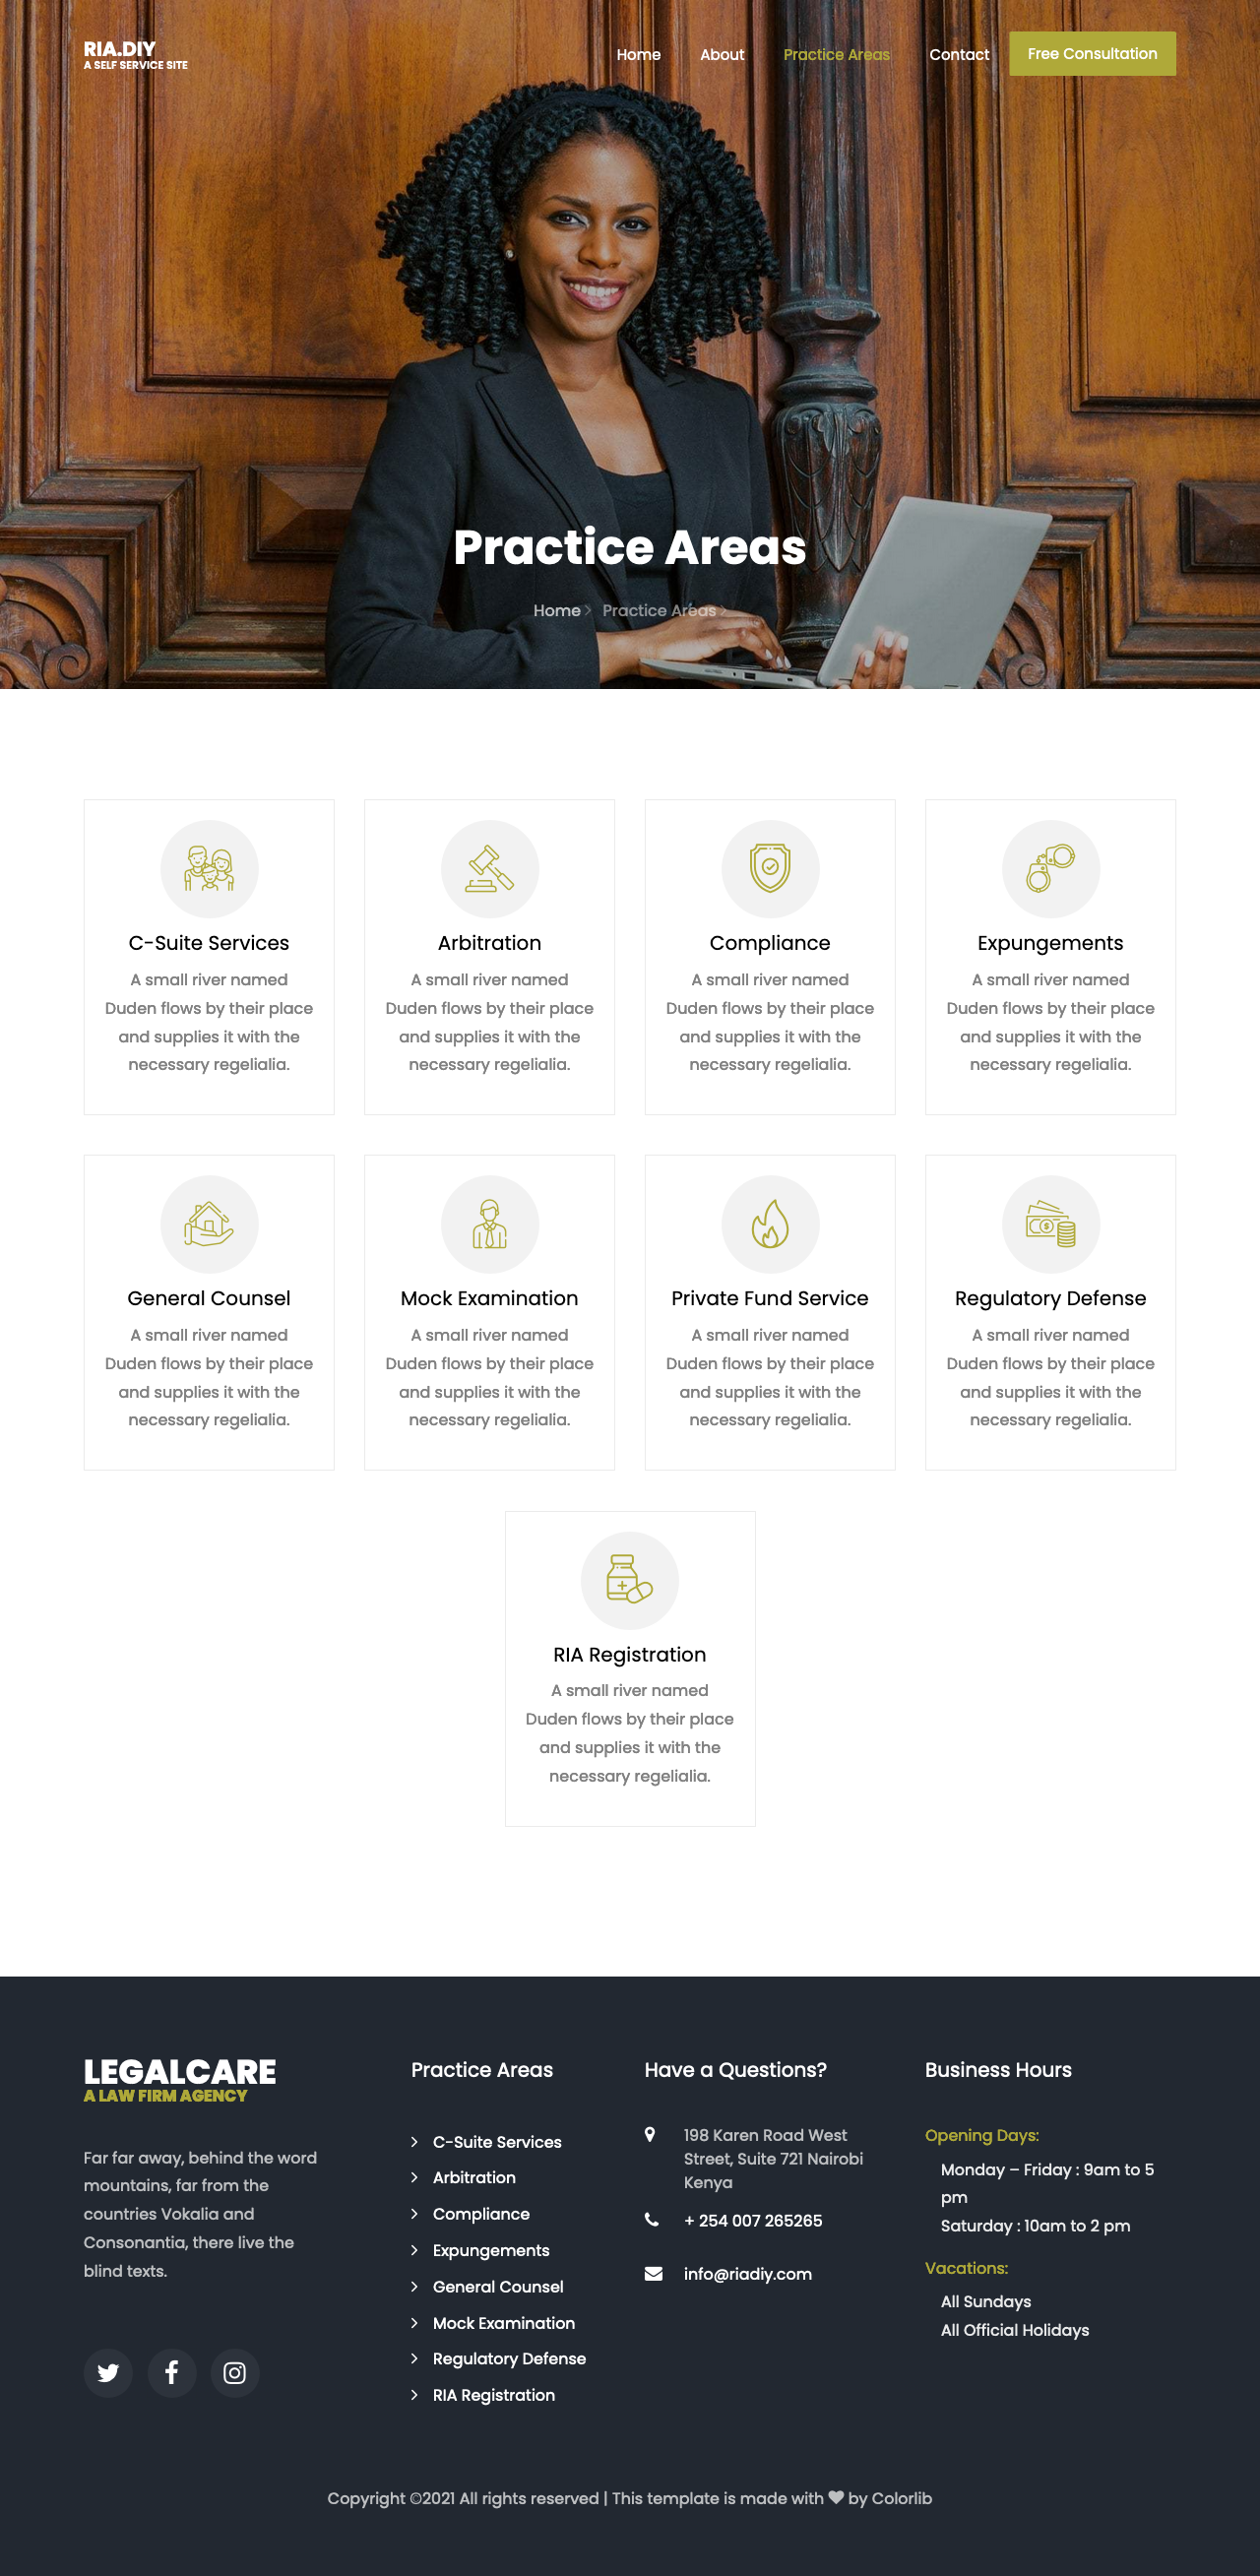 RIA.DIY
A SELF SERVICE SITE
Home
About
Practice Areas
Contact
Free Consultation
Practice Areas
Home
Practice Areas
C-Suite Services
A small river named
Duden flows by their place
and supplies it with the
necessary regelialia.
Arbitration
A small river named
Duden flows by their place
and supplies it with the
necessary regelialia.
Compliance
A small river named
Duden flows by their place
and supplies it with the
necessary regelialia.
Expungements
A small river named
Duden flows by their place
and supplies it with the
necessary regelialia.
General Counsel
A small river named
Duden flows by their place
and supplies it with the
necessary regelialia.
Mock Examination
A small river named
Duden flows by their place
and supplies it with the
necessary regelialia.
Private Fund Service
A small river named
Duden flows by their place
and supplies it with the
necessary regelialia.
Regulatory Defense
A small river named
Duden flows by their place
and supplies it with the
necessary regelialia.
RIA Registration
A small river named
Duden flows by their place
and supplies it with the
necessary regelialia.
LEGALCARE
A LAW FIRM AGENCY
Far far away, behind the word
mountains, far from the
countries Vokalia and
Consonantia, there live the
blind texts.
Practice Areas
C-Suite Services
Arbitration
Compliance
Expungements
General Counsel
Mock Examination
Regulatory Defense
RIA Registration
Have a Questions?
198 Karen Road West
Street, Suite 721 Nairobi
Kenya
+ 254 007 265265
info@riadiy.com
Business Hours
Opening Days:
Monday – Friday : 9am to 5
pm
Saturday : 10am to 2 pm
Vacations:
All Sundays
All Official Holidays
Copyright ©2021 All rights reserved | This template is made with ♥ by Colorlib